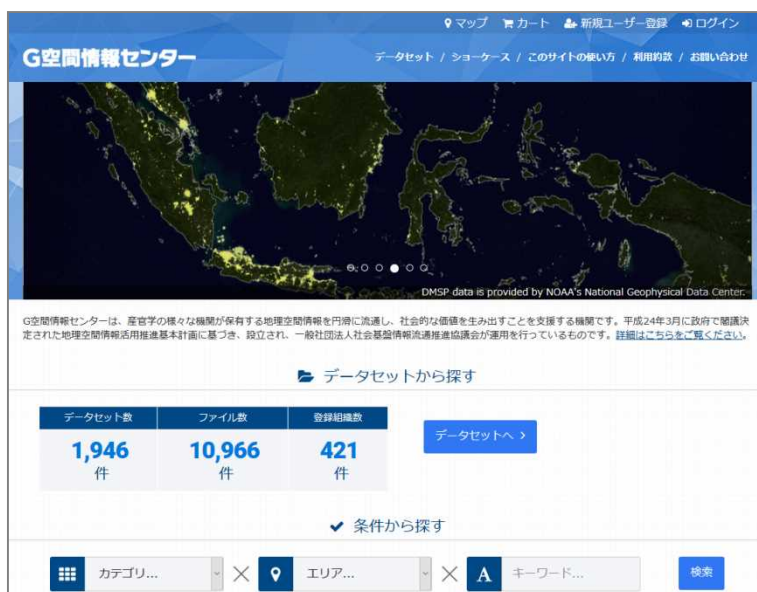 マップ カート 新規ユーザー登録 ログイン
G空間情報センター
データセット / ショーケース / このサイトの使い方 / 利用約款 / お問い合わせ
DMSP data is provided by NOAA's National Geophysical Data Center.
G空間情報センターは、産官学の様々な機関が保有する地理空間情報を円滑に流通し、社会的な価値を生み出すことを支援する機関です。平成24年3月に政府で閣議決
定された地理空間情報活用推進基本計画に基づき、設立され、一般社団法人社会基盤情報流通推進協議会が運用を行っているものです。詳細はこちらをご覧ください。
データセットから探す
データセット数 ファイル数 登録組織数
1,946 10,966 421
件 件 件
データセットへ >
条件から探す
カテゴリ... × エリア... × A キーワード... 検索